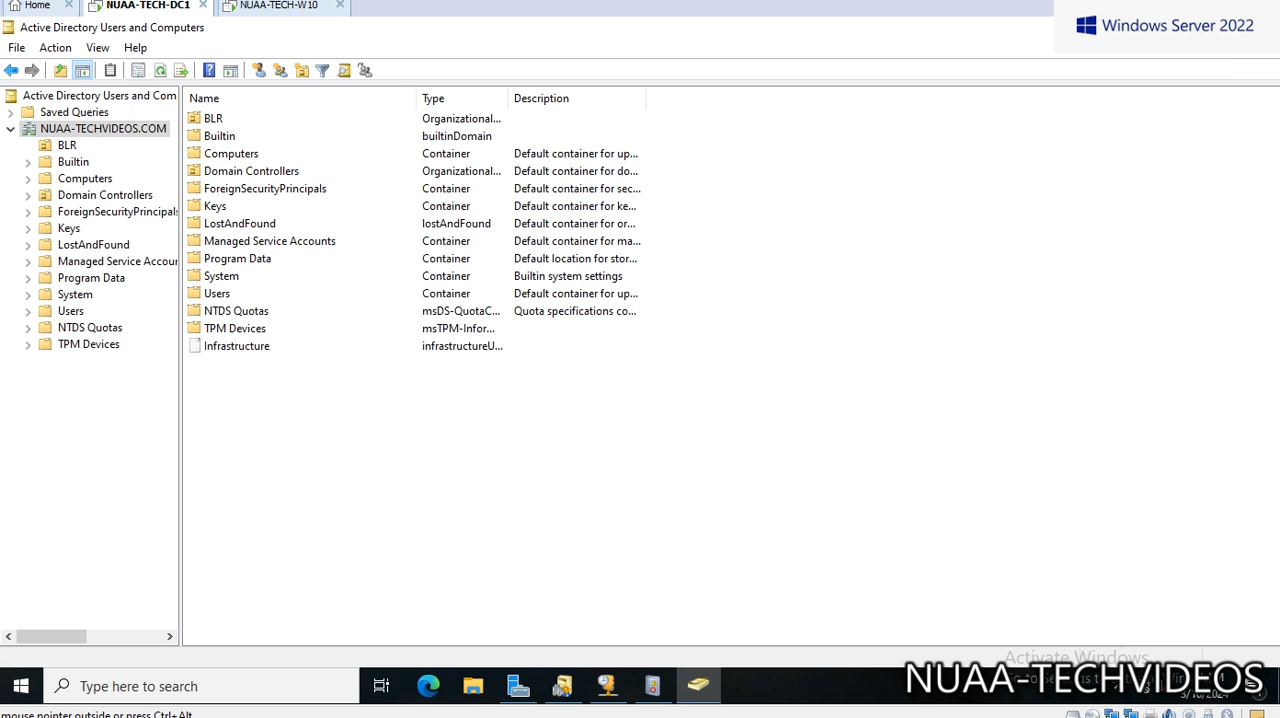 Home NUAA-TECH-DC1 NUAA-TECH-W10
Active Directory Users and Computers
Windows Server 2022
File Action View Help
Active Directory Users and Com
Saved Queries
NUAA-TECHVIDEOS.COM
BLR
Builtin
Computers
Domain Controllers
ForeignSecurityPrincipals
Keys
LostAndFound
Managed Service Accour
Program Data
System
Users
NTDS Quotas
TPM Devices
Name Type Description
BLR Organizational...
Builtin builtinDomain
Computers Container Default container for up...
Domain Controllers Organizational... Default container for do...
ForeignSecurityPrincipals Container Default container for sec...
Keys Container Default container for ke...
LostAndFound lostAndFound Default container for or...
Managed Service Accounts Container Default container for ma...
Program Data Container Default location for stor...
System Container Builtin system settings
Users Container Default container for up...
NTDS Quotas msDS-QuotaC... Quota specifications co...
TPM Devices msTPM-Infor...
Infrastructure infrastructureU...
Activate Windows
Type here to search
NUAA-TECHVIDEOS
mouse pointer outside or press Ctrl+Alt.